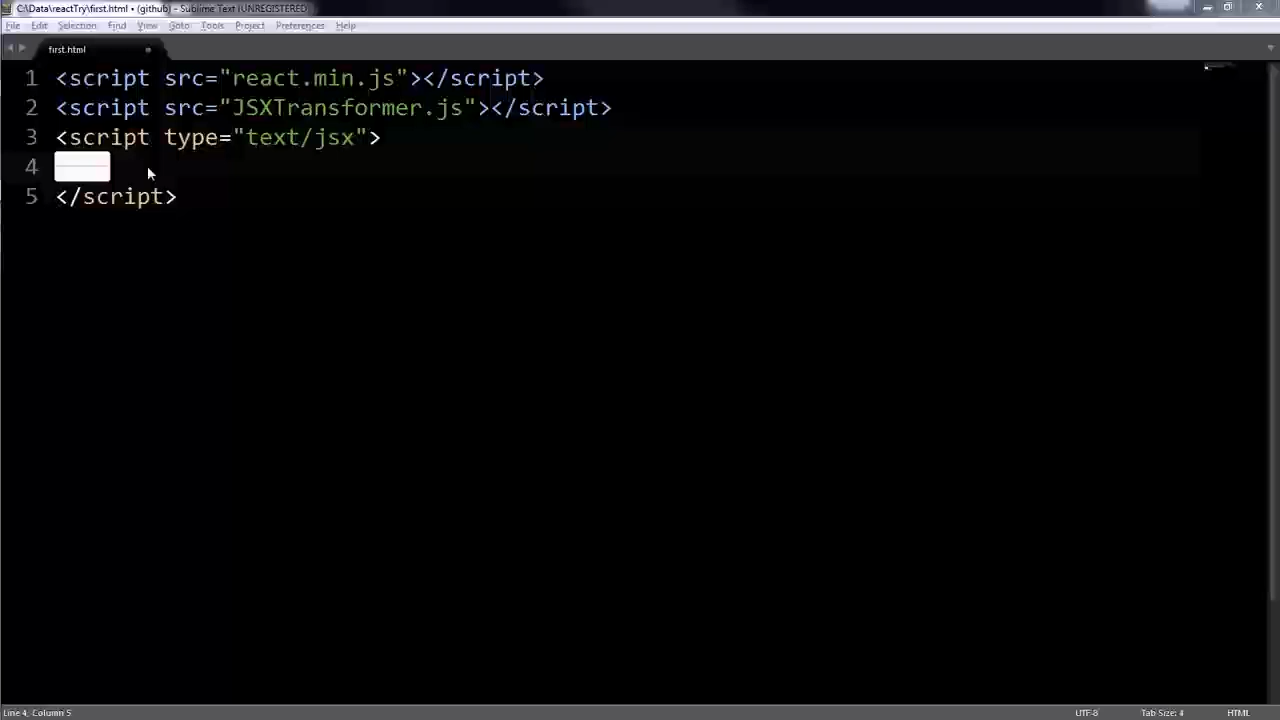 C:\Data\reactTry\first.html • (github) - Sublime Text (UNREGISTERED
File Edit Selection Find View Goto Tools Project Preferences Help
first.html
1 <script src="react.min.js"></script>
2 <script src="JSXTransformer.js"></script>
3 <script type="text/jsx">
4
5 </script>
Line 4, Column 5 UTF-8 Tab Size: 4 HTML